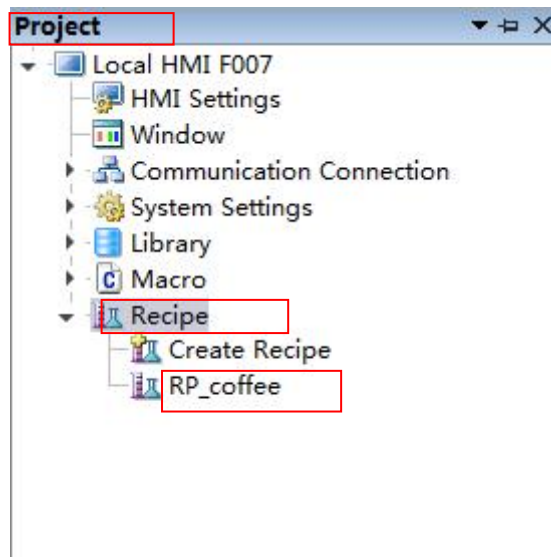 Project
Local HMI F007
HMI Settings
Window
Communication Connection
System Settings
Library
Macro
Recipe
Create Recipe
RP_coffee